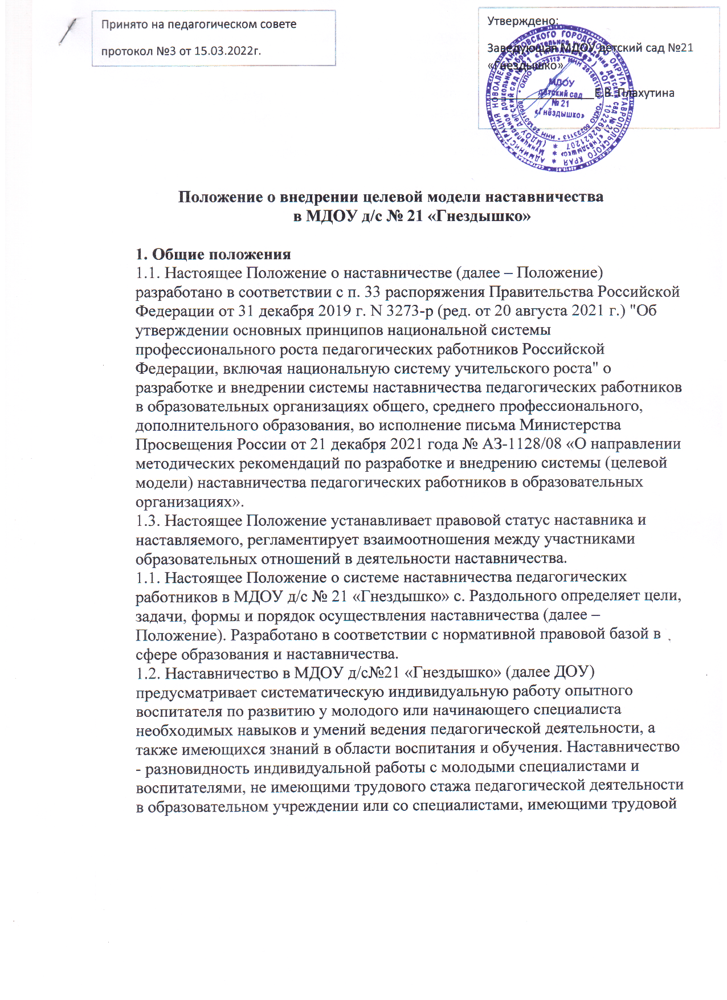 Принято на педагогическом совете
протокол №3 от 15.03.2022г.
Утверждено:
Заведующая МДОУ детский сад №21
«Гнездышко»
Е.В. Плахутина
АДМИНИСТРАЦИЯ НОВОАЛЕКСАНДРОВСКОГО ГОРОДСКОГО ОКРУГА СТАВРОПОЛЬСКОГО КРАЯ
МДОУ
детский сад
№ 21
«Гнёздышко»
Положение о внедрении целевой модели наставничества
в МДОУ д/с № 21 «Гнездышко»
1. Общие положения
1.1. Настоящее Положение о наставничестве (далее – Положение)
разработано в соответствии с п. 33 распоряжения Правительства Российской
Федерации от 31 декабря 2019 г. N 3273-р (ред. от 20 августа 2021 г.) "Об
утверждении основных принципов национальной системы
профессионального роста педагогических работников Российской
Федерации, включая национальную систему учительского роста" о
разработке и внедрении системы наставничества педагогических работников
в образовательных организациях общего, среднего профессионального,
дополнительного образования, во исполнение письма Министерства
Просвещения России от 21 декабря 2021 года № АЗ-1128/08 «О направлении
методических рекомендаций по разработке и внедрению системы (целевой
модели) наставничества педагогических работников в образовательных
организациях».
1.3. Настоящее Положение устанавливает правовой статус наставника и
наставляемого, регламентирует взаимоотношения между участниками
образовательных отношений в деятельности наставничества.
1.1. Настоящее Положение о системе наставничества педагогических
работников в МДОУ д/с № 21 «Гнездышко» с. Раздольного определяет цели,
задачи, формы и порядок осуществления наставничества (далее –
Положение). Разработано в соответствии с нормативной правовой базой в
сфере образования и наставничества.
1.2. Наставничество в МДОУ д/с№21 «Гнездышко» (далее ДОУ)
предусматривает систематическую индивидуальную работу опытного
воспитателя по развитию у молодого или начинающего специалиста
необходимых навыков и умений ведения педагогической деятельности, а
также имеющихся знаний в области воспитания и обучения. Наставничество
- разновидность индивидуальной работы с молодыми специалистами и
воспитателями, не имеющими трудового стажа педагогической деятельности
в образовательном учреждении или со специалистами, имеющими трудовой